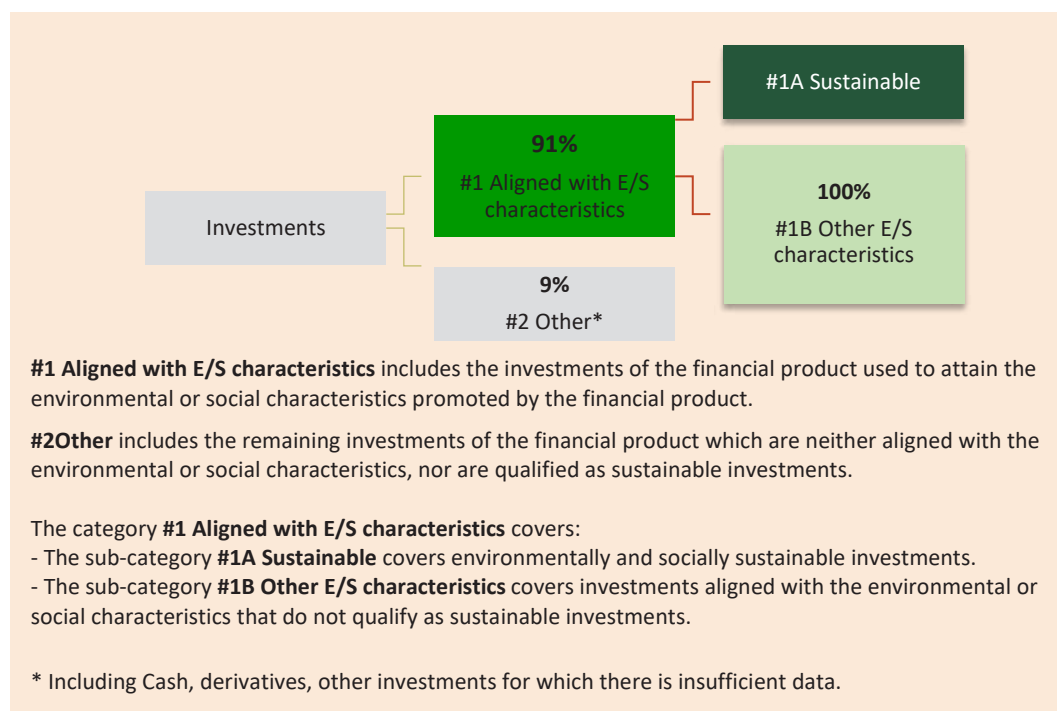 #1A Sustainable
91%
#1 Aligned with E/S
characteristics
100%
#1B Other E/S
characteristics
Investments
9%
#2 Other*
#1 Aligned with E/S characteristics includes the investments of the financial product used to attain the
environmental or social characteristics promoted by the financial product.
#2Other includes the remaining investments of the financial product which are neither aligned with the
environmental or social characteristics, nor are qualified as sustainable investments.
The category #1 Aligned with E/S characteristics covers:
- The sub-category #1A Sustainable covers environmentally and socially sustainable investments.
- The sub-category #1B Other E/S characteristics covers investments aligned with the environmental or
social characteristics that do not qualify as sustainable investments.
* Including Cash, derivatives, other investments for which there is insufficient data.